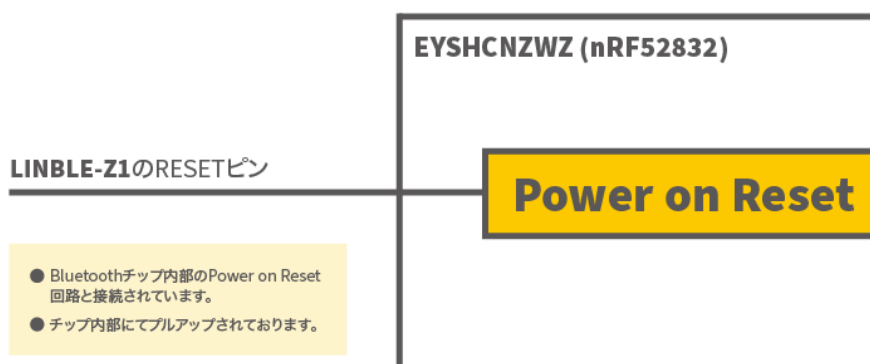 EYSHCNZWZ (nRF52832)
LINBLE-Z1のRESETピン
Power on Reset
● Bluetoothチップ内部のPower on Reset
回路と接続されています。
● チップ内部にてプルアップされております。